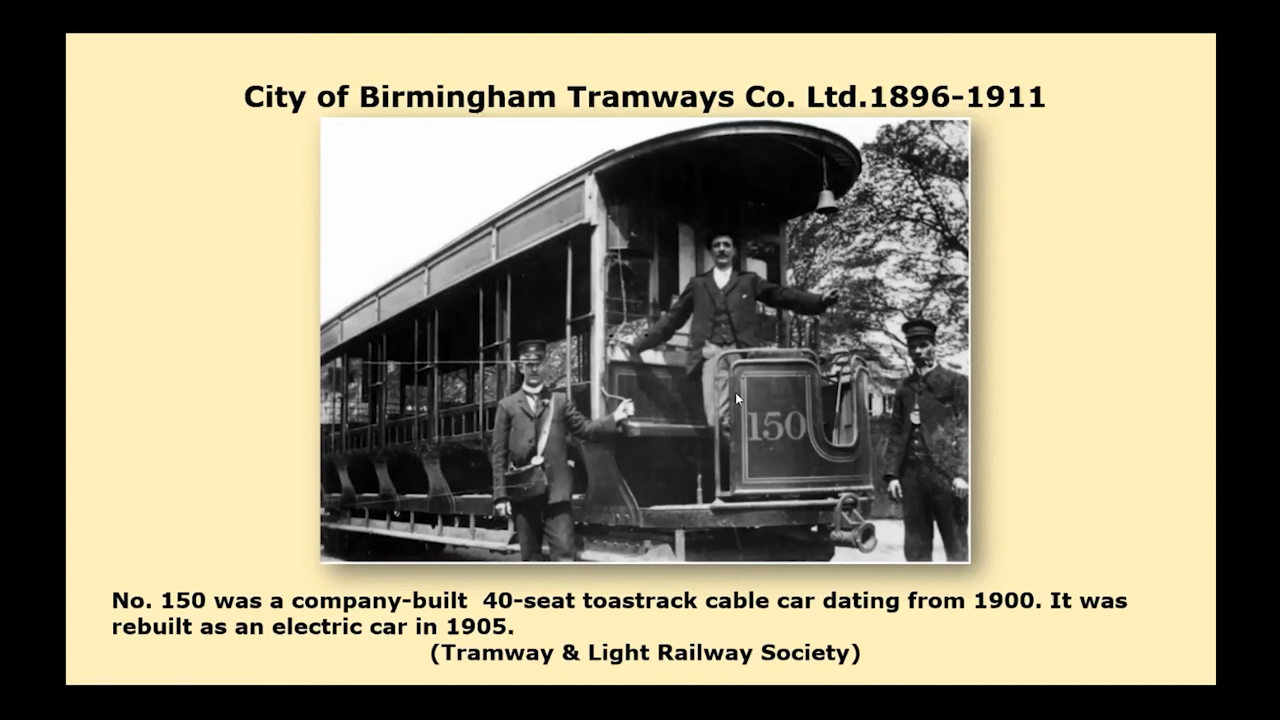 City of Birmingham Tramways Co. Ltd.1896-1911
150
No. 150 was a company-built  40-seat toastrack cable car dating from 1900. It was
rebuilt as an electric car in 1905.
(Tramway & Light Railway Society)